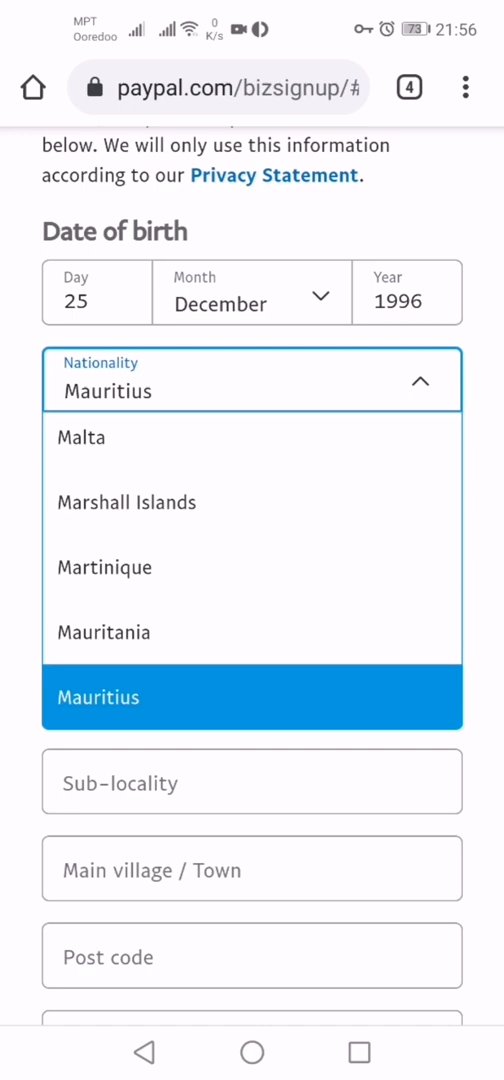 MPT
Ooredoo
0
K/s
73
21:56
paypal.com/bizsignup/#
4
below. We will only use this information
according to our Privacy Statement.
Date of birth
Day
Month
Year
25
December
1996
Nationality
Mauritius
Malta
Marshall Islands
Martinique
Mauritania
Mauritius
Sub-locality
Main village / Town
Post code